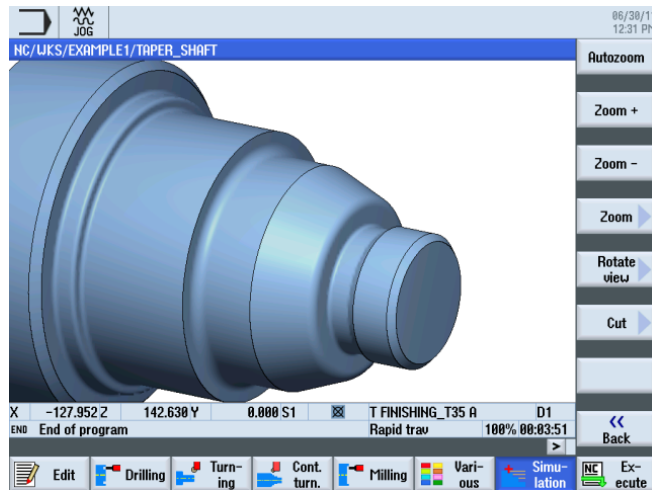 JOG
06/30/1
12:31 PM
NC/WKS/EXAMPLE1/TAPER_SHAFT
Autozoom
Zoom +
Zoom -
Zoom
Rotate
view
Cut
«
Back
X -127.952 Z 142.630 Y 0.000 S1 T FINISHING_T35 A D1
END End of program Rapid trav 100% 00:03:51
>
Edit
Drilling
Turn-
ing
Cont.
turn.
Milling
Vari-
ous
Simu-
lation
NC
Ex-
ecute